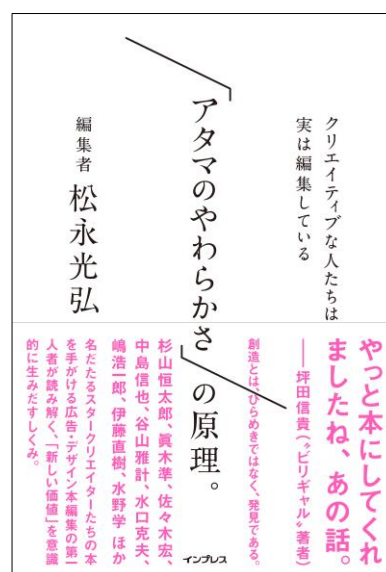 クリエイティブな人たちは
実は編集している
「アタマのやわらかさ」の原理。
編集者 松永光弘
やっと本にしてくれ
ましたね、あの話。
――坪田信貴(“ビリギャル”著者)
創造とは、ひらめきではなく、発見である。
杉山恒太郎、眞木準、佐々木宏、
中島信也、谷山雅計、水口克夫、
嶋浩一郎、伊藤直樹、水野学 ほか
名だたるスタークリエイターたちの本
を手がける広告・デザイン本編集の第一
人者が読み解く、「新しい価値」を意識
的に生みだすしくみ。
インプレス